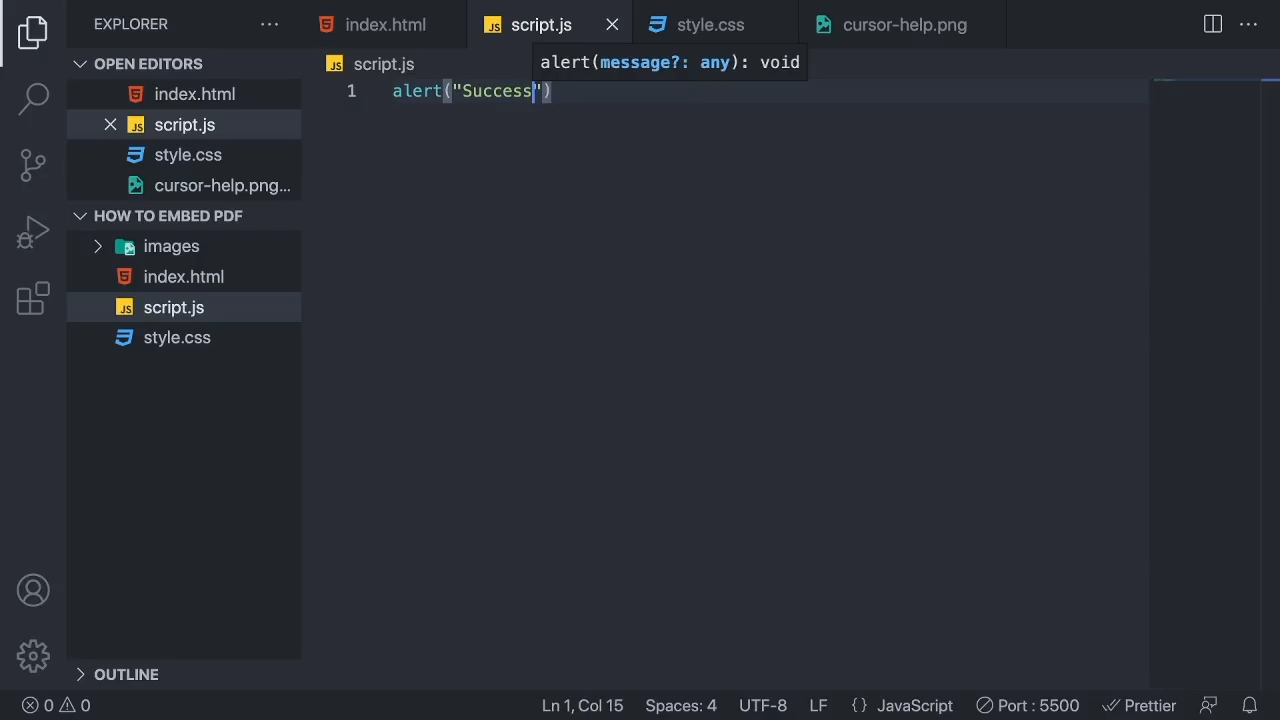 EXPLORER
index.html
script.js
style.css
cursor-help.png
OPEN EDITORS
index.html
script.js
style.css
cursor-help.png...
HOW TO EMBED PDF
images
index.html
script.js
style.css
OUTLINE
script.js
alert(message?: any): void
1 alert("Success")
0 0
Ln 1, Col 15
Spaces: 4
UTF-8
LF
{} JavaScript
Port : 5500
Prettier